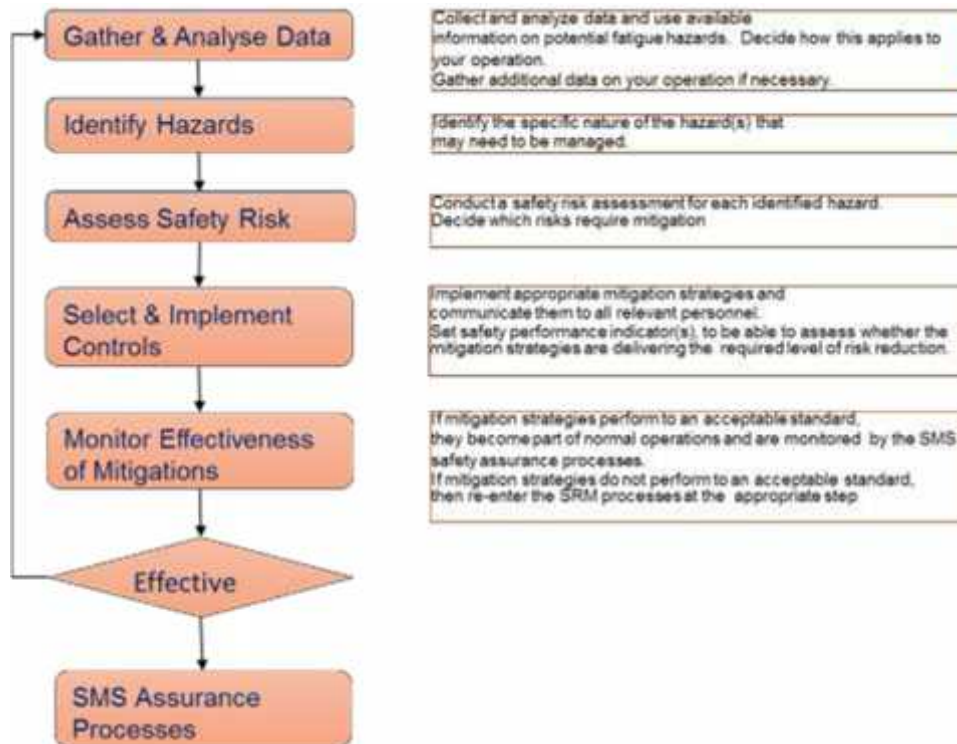 Gather & Analyse Data
Collect and analyze data and use available
information on potential fatigue hazards. Decide how this applies to
your operation.
Gather additional data on your operation if necessary.
Identify Hazards
Identify the specific nature of the hazard(s) that
may need to be managed.
Assess Safety Risk
Conduct a safety risk assessment for each identified hazard.
Decide which risks require mitigation
Select & Implement
Controls
Implement appropriate mitigation strategies and
communicate them to all relevant personnel.
Set safety performance indicator(s), to be able to assess whether the
mitigation strategies are delivering the required level of risk reduction.
Monitor Effectiveness
of Mitigations
If mitigation strategies perform to an acceptable standard,
they become part of normal operations and are monitored by the SMS
safety assurance processes.
If mitigation strategies do not perform to an acceptable standard,
then re-enter the SRM processes at the appropriate step
Effective
SMS Assurance
Processes